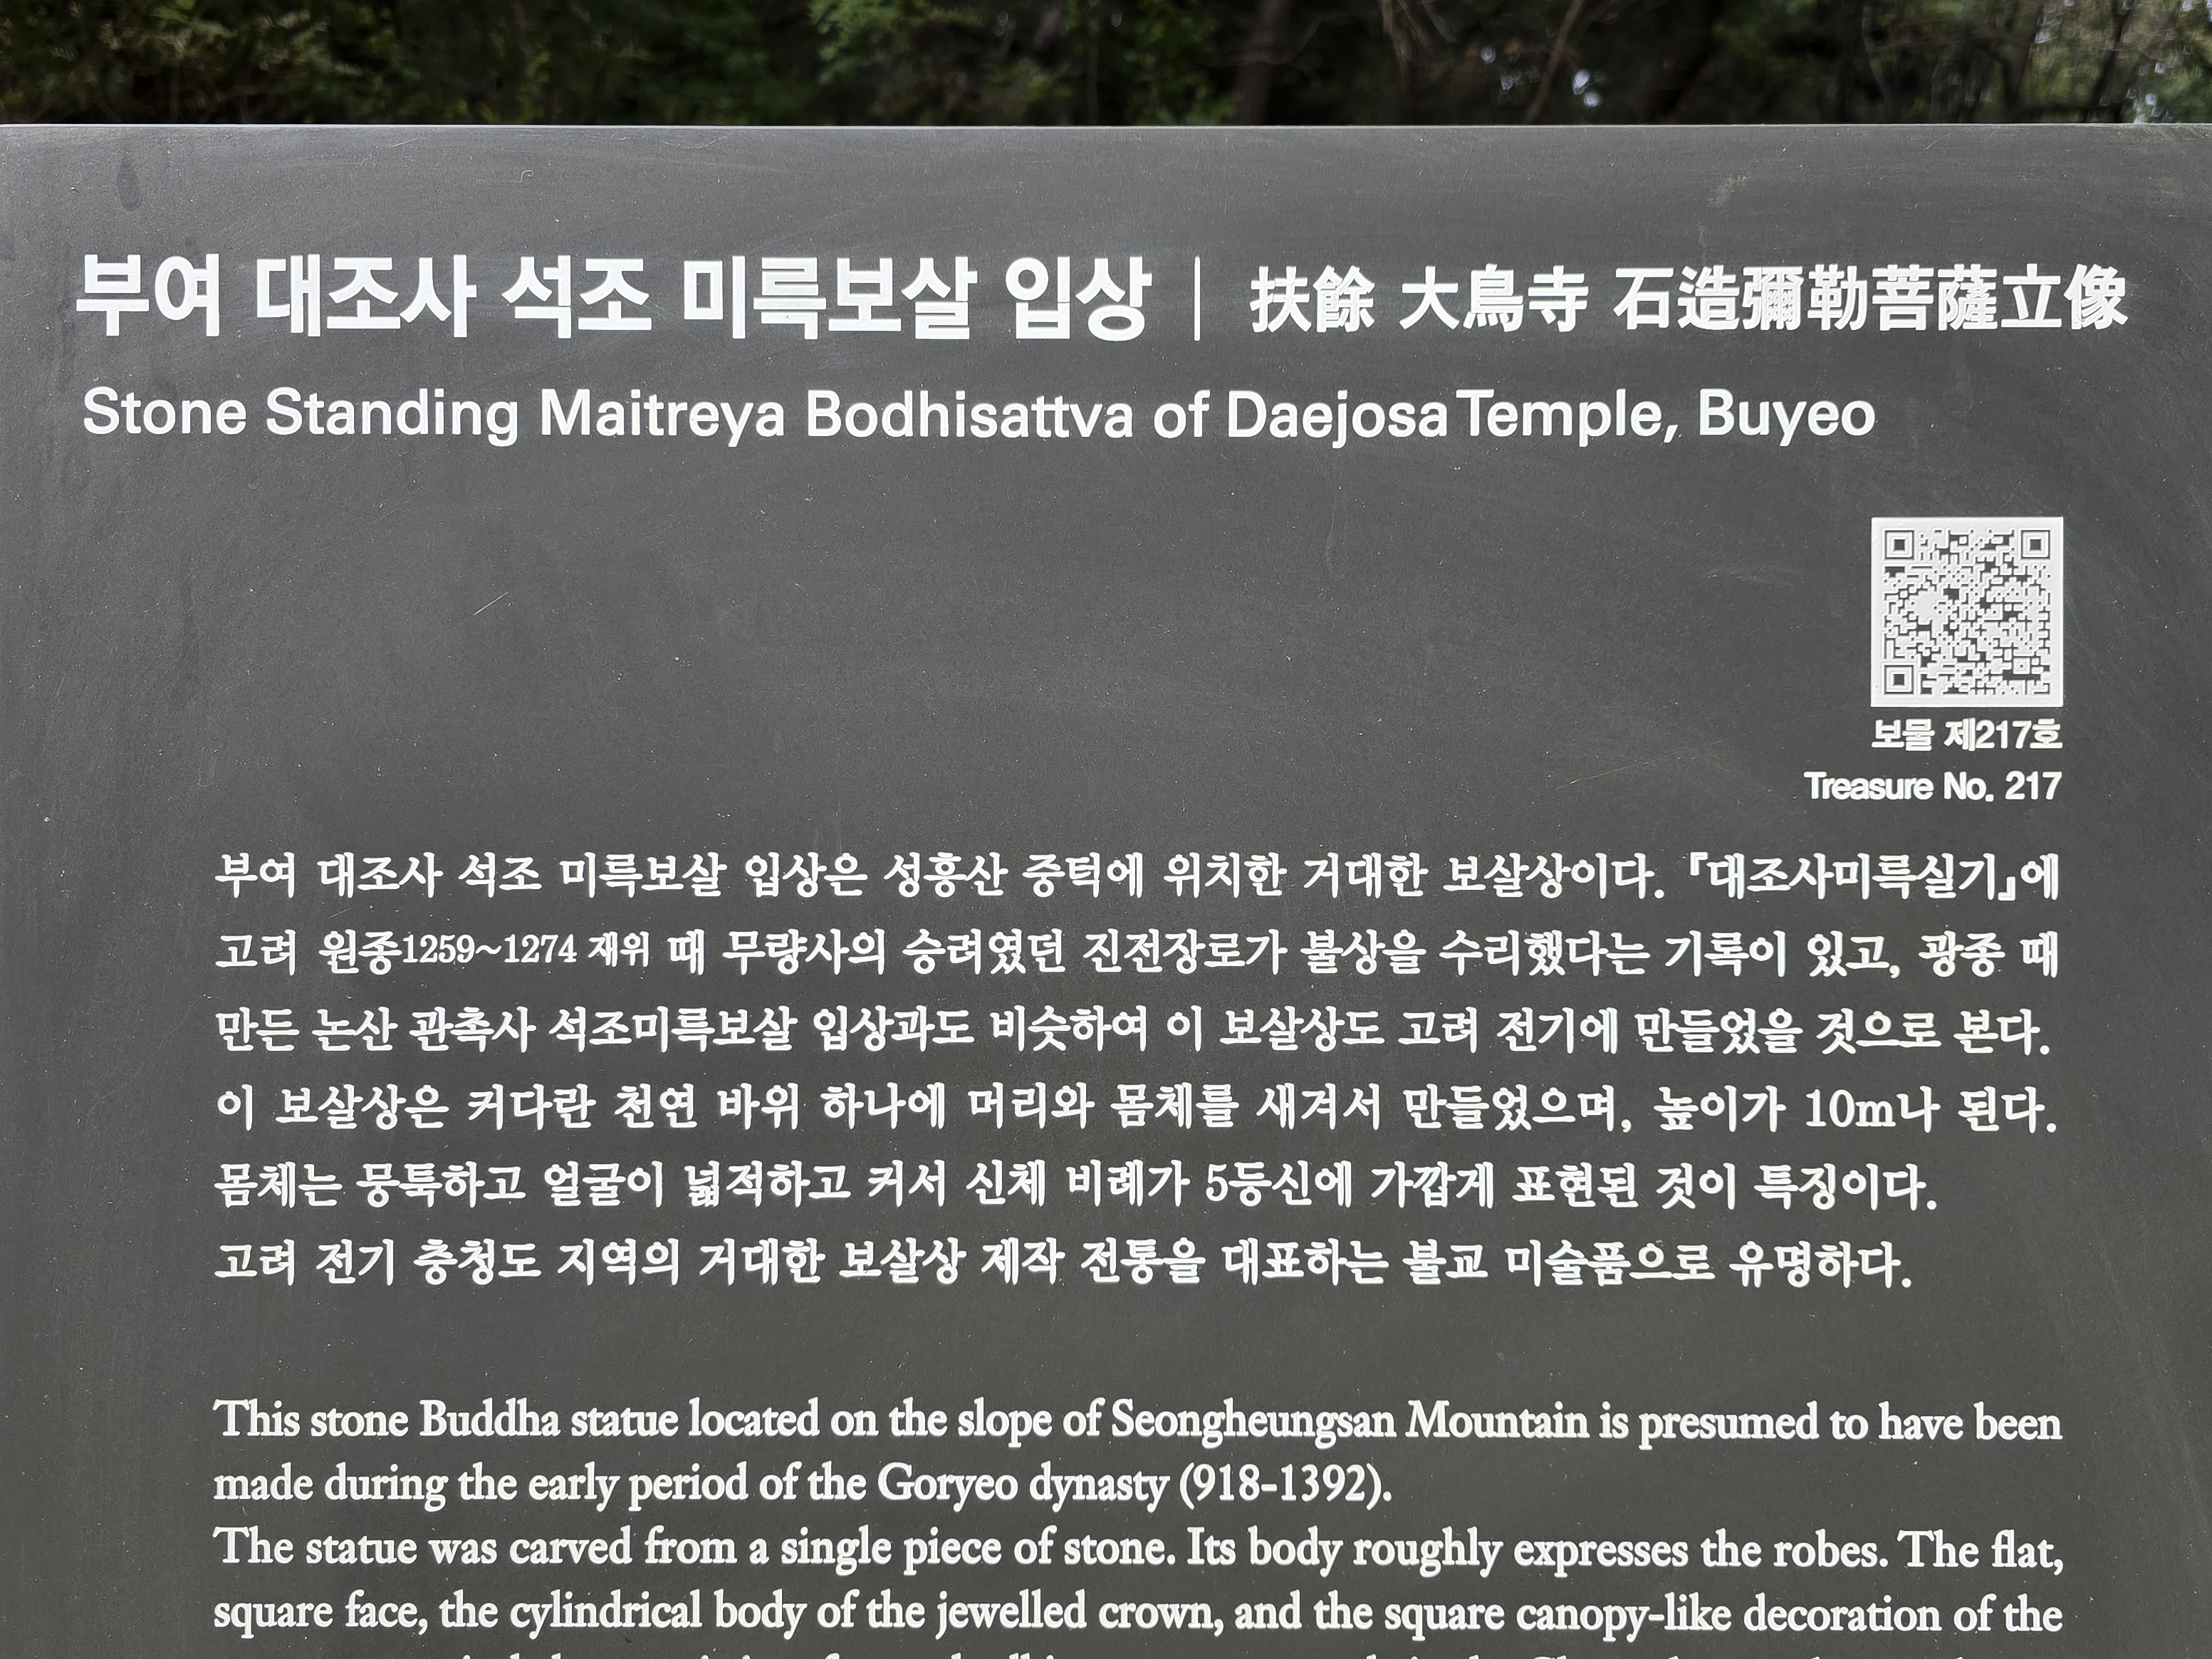 부여 대조사 석조 미륵보살 입상 | 扶餘 大鳥寺 石造彌勒菩薩立像
Stone Standing Maitreya Bodhisattva of Daejosa Temple, Buyeo
보물 제217호
Treasure No. 217
부여 대조사 석조 미륵보살 입상은 성흥산 중턱에 위치한 거대한 보살상이다. 『대조사미륵실기』에
고려 원종1259~1274 재위 때 무량사의 승려였던 진전장로가 불상을 수리했다는 기록이 있고, 광종 때
만든 논산 관촉사 석조미륵보살 입상과도 비슷하여 이 보살상도 고려 전기에 만들었을 것으로 본다.
이 보살상은 커다란 천연 바위 하나에 머리와 몸체를 새겨서 만들었으며, 높이가 10m나 된다.
몸체는 뭉툭하고 얼굴이 넓적하고 커서 신체 비례가 5등신에 가깝게 표현된 것이 특징이다.
고려 전기 충청도 지역의 거대한 보살상 제작 전통을 대표하는 불교 미술품으로 유명하다.
This stone Buddha statue located on the slope of Seongheungsan Mountain is presumed to have been
made during the early period of the Goryeo dynasty (918-1392).
The statue was carved from a single piece of stone. Its body roughly expresses the robes. The flat,
square face, the cylindrical body of the jewelled crown, and the square canopy-like decoration of the